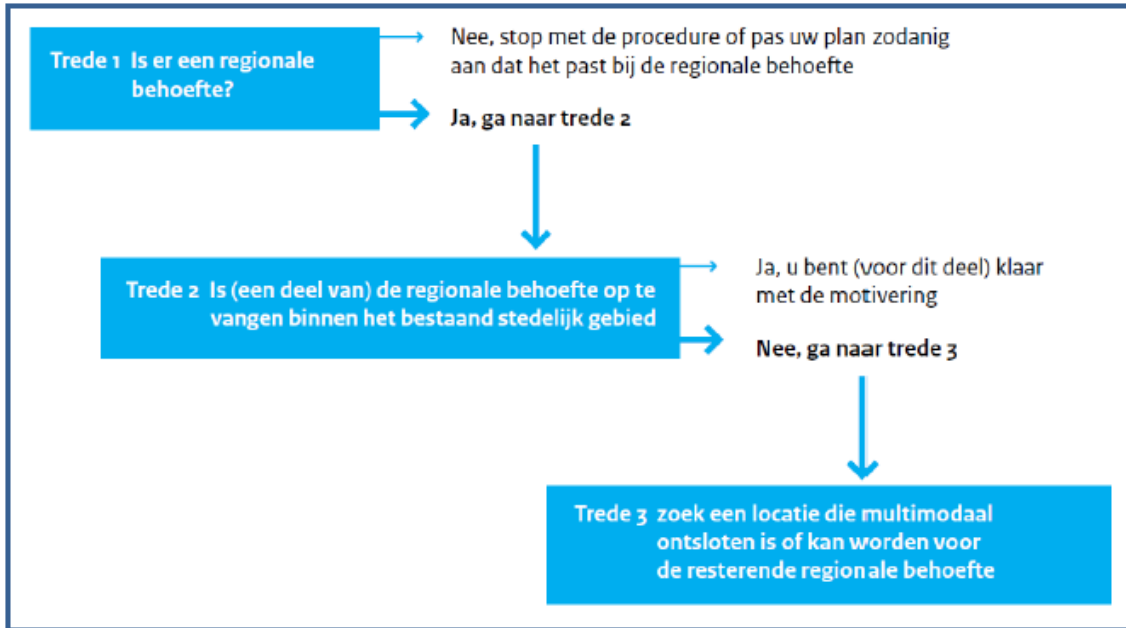 Trede 1 Is er een regionale
behoefte?
Nee, stop met de procedure of pas uw plan zodanig
aan dat het past bij de regionale behoefte
Ja, ga naar trede 2
Trede 2 Is (een deel van) de regionale behoefte op te
vangen binnen het bestaand stedelijk gebied
Ja, u bent (voor dit deel) klaar
met de motivering
Nee, ga naar trede 3
Trede 3 zoek een locatie die multimodaal
ontsloten is of kan worden voor
de resterende regionale behoefte